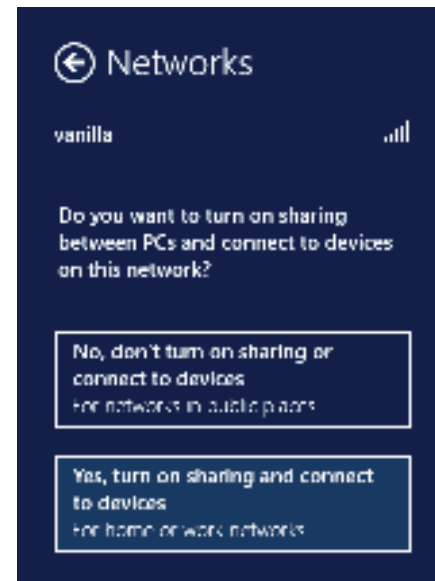 Networks
vanilla
Do you want to turn on sharing
between PCs and connect to devices
on this network?
No, don't turn on sharing or
connect to devices
For networks in public places
Yes, turn on sharing and connect
to devices
For home or work networks